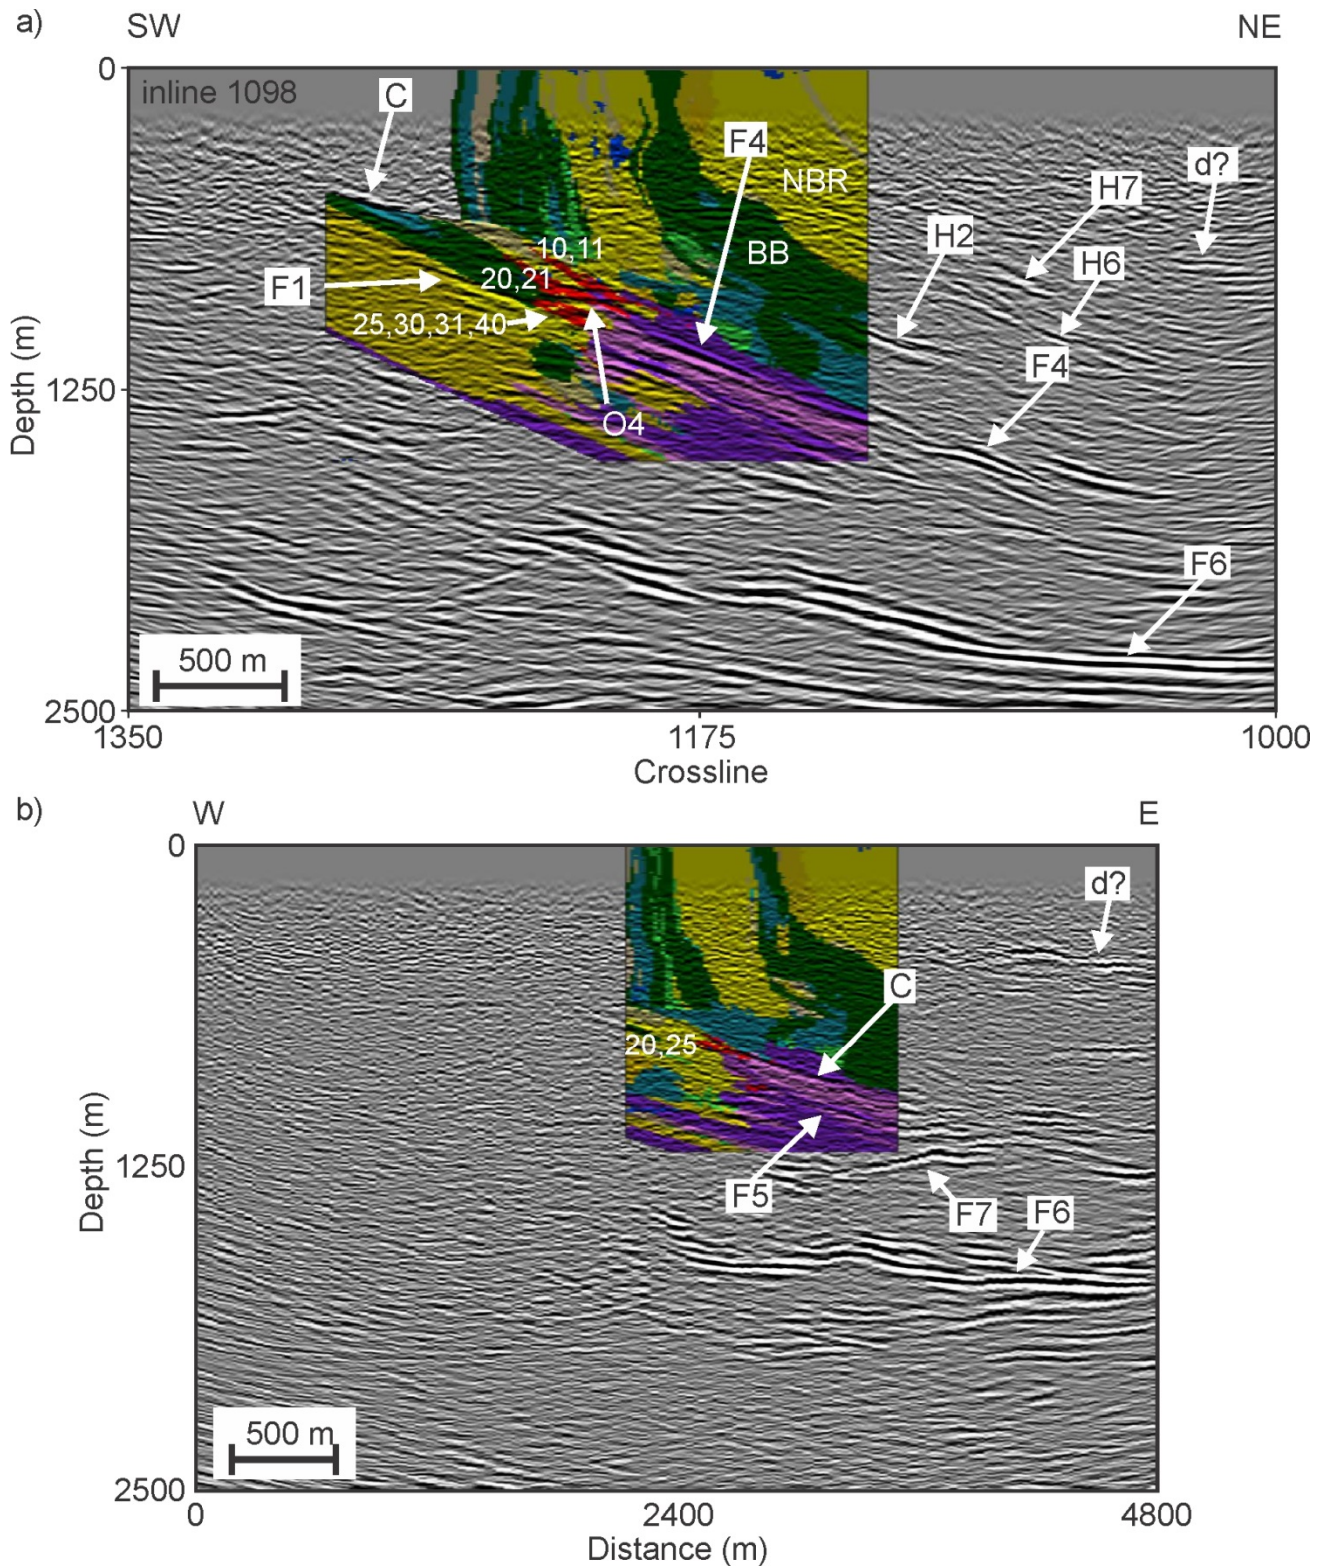 a)
SW
NE
0
inline 1098
C
F4
d?
NBR
H7
H2
10,11
BB
H6
20,21
F1
25,30,31,40
F4
1250
Depth (m)
O4
F6
500 m
2500
1350
1175
1000
Crossline
b)
W
E
0
d?
C
20,25
1250
Depth (m)
F5
F7
F6
500 m
2500
0
2400
4800
Distance (m)